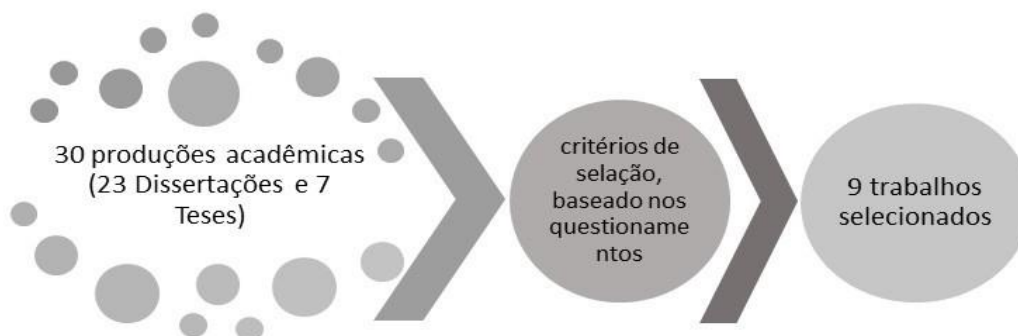 30 produções acadêmicas
(23 Dissertações e 7
Teses)
critérios de
selação,
baseado nos
questioname
ntos
9 trabalhos
selecionados